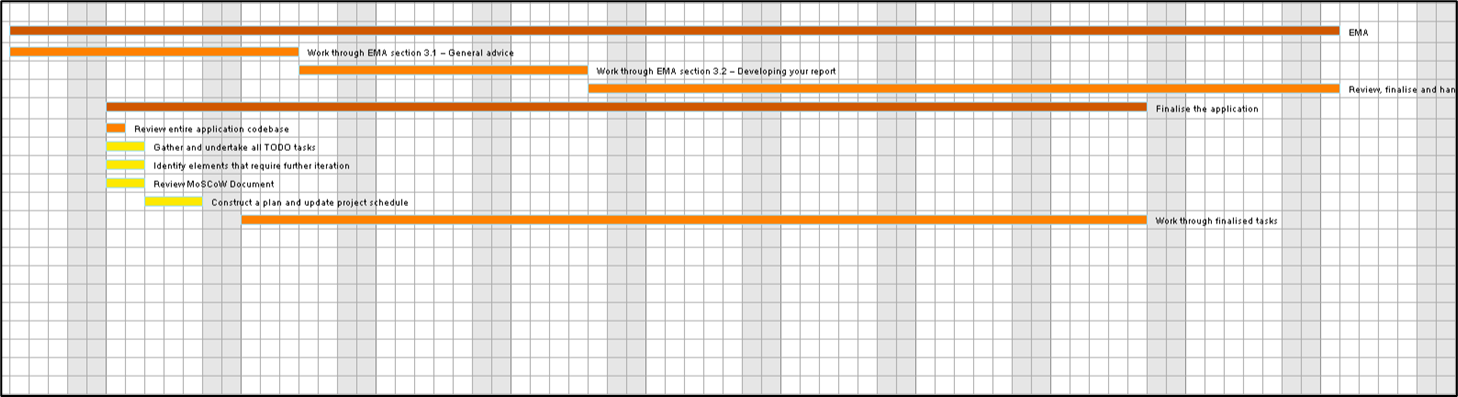 EMA
Work through EMA section 3.1 – General advice
Work through EMA section 3.2 – Developing your report
Review, finalise and han
Finalise the application
Review entire application codebase
Gather and undertake all TODO tasks
Identify elements that require further iteration
Review MoSCoW Document
Construct a plan and update project schedule
Work through finalised tasks